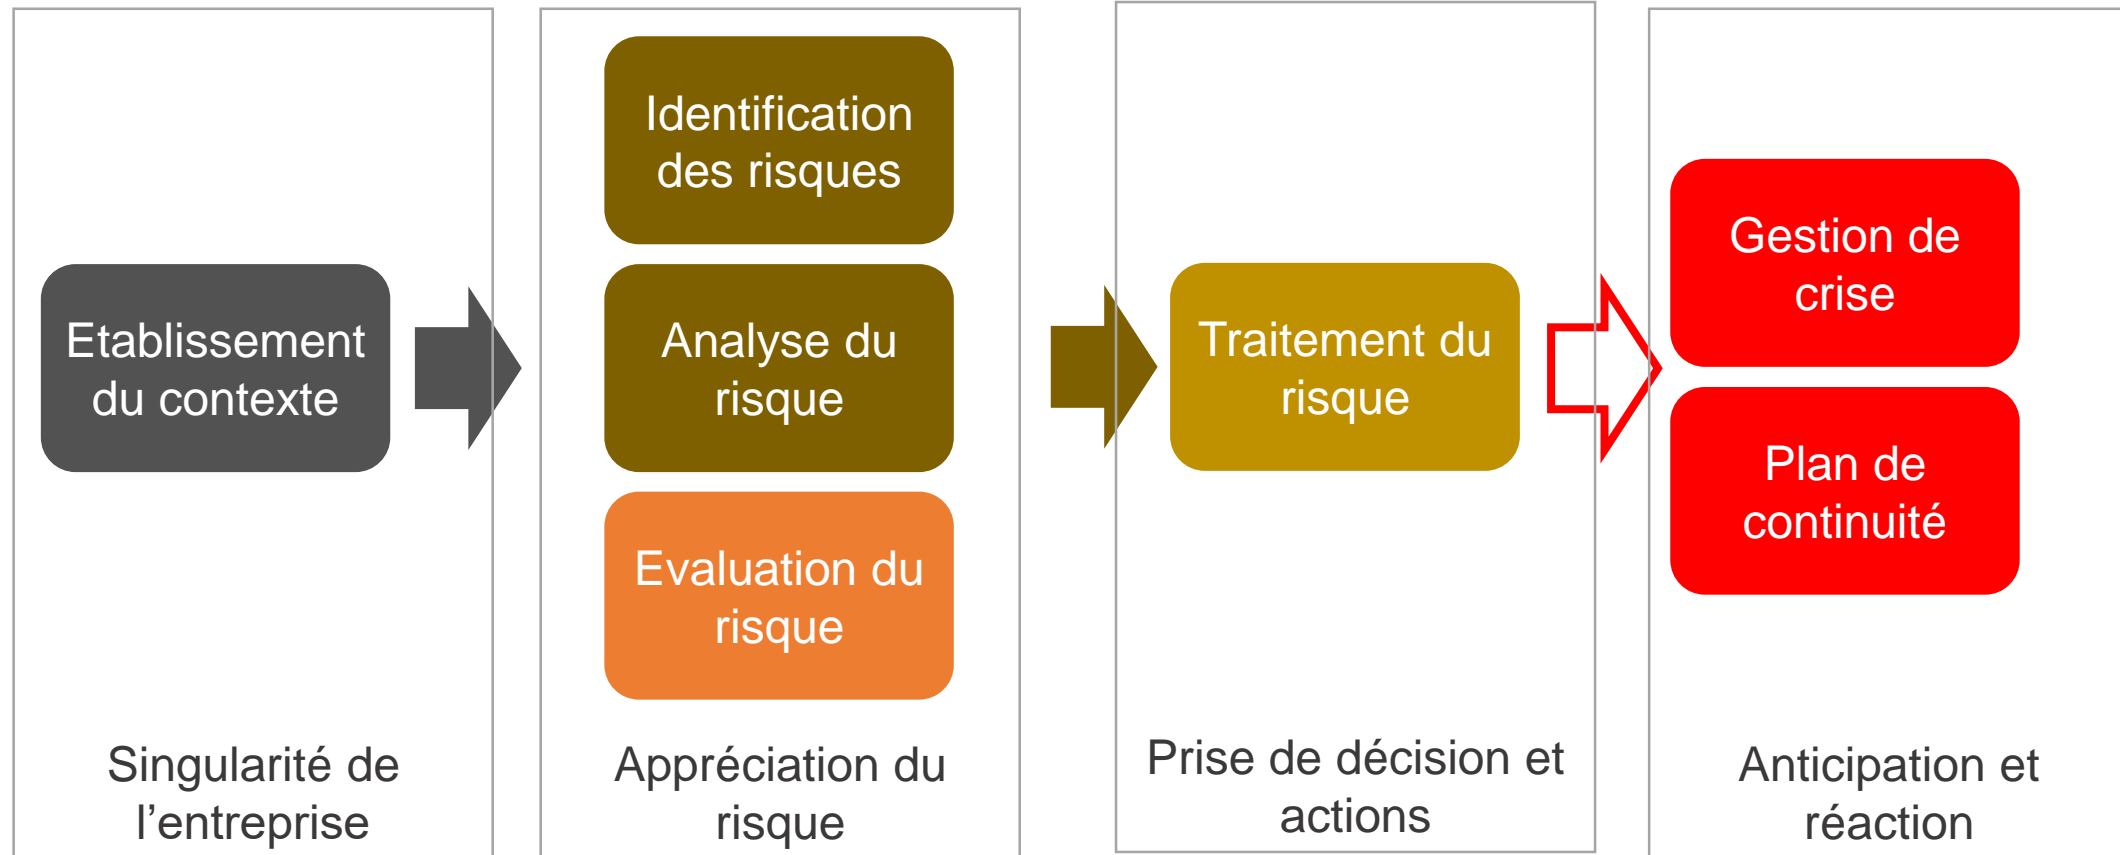 Etablissement
du contexte
Singularité de
l’entreprise
Identification
des risques
Analyse du
risque
Evaluation du
risque
Appréciation du
risque
Traitement du
risque
Prise de décision et
actions
Gestion de
crise
Plan de
continuité
Anticipation et
réaction